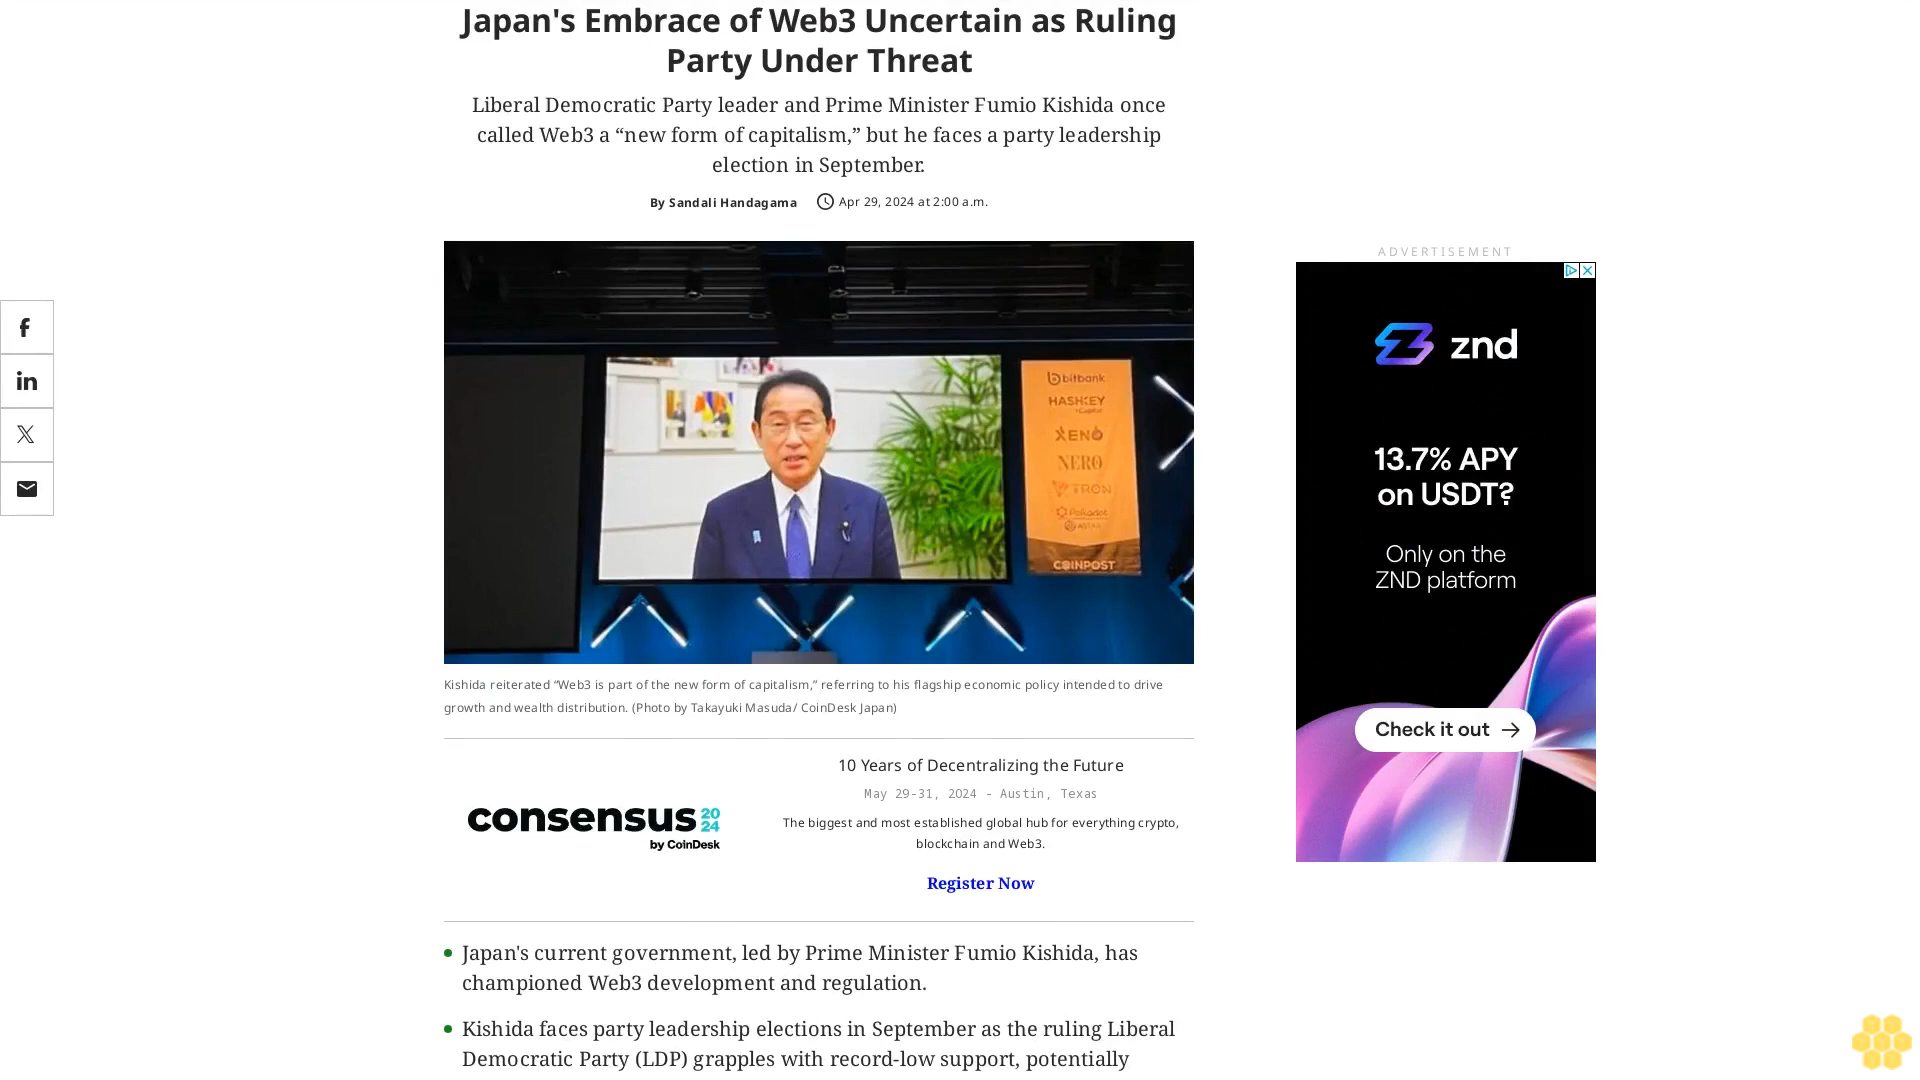 Japan's Embrace of Web3 Uncertain as Ruling
Party Under Threat
Liberal Democratic Party leader and Prime Minister Fumio Kishida once
called Web3 a “new form of capitalism,” but he faces a party leadership
election in September.
By Sandali Handagama
Apr 29, 2024 at 2:00 a.m.
bitbank
HASHKEY
Capital
XENO
NERO
TRON
Polkadot
ASTAR
COINPOST
Kishida reiterated “Web3 is part of the new form of capitalism,” referring to his flagship economic policy intended to drive
growth and wealth distribution. (Photo by Takayuki Masuda/ CoinDesk Japan)
consensus 2024
by CoinDesk
10 Years of Decentralizing the Future
May 29-31, 2024 - Austin, Texas
The biggest and most established global hub for everything crypto,
blockchain and Web3.
Register Now
Japan's current government, led by Prime Minister Fumio Kishida, has
championed Web3 development and regulation.
Kishida faces party leadership elections in September as the ruling Liberal
Democratic Party (LDP) grapples with record-low support, potentially
ADVERTISEMENT
znd
13.7% APY
on USDT?
Only on the
ZND platform
Check it out